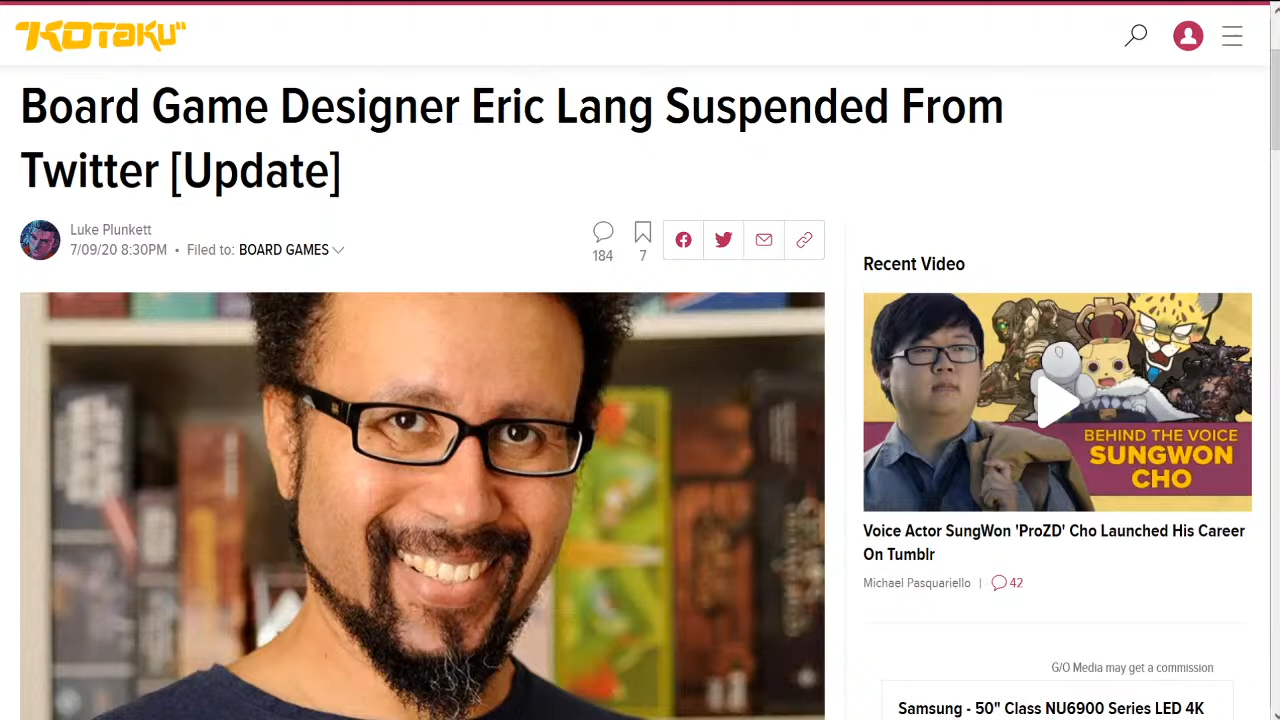 KOTAKU
Board Game Designer Eric Lang Suspended From
Twitter [Update]
Luke Plunkett
7/09/20 8:30PM • Filed to: BOARD GAMES
184
7
Recent Video
BEHIND THE VOICE
SUNGWON
CHO
Voice Actor SungWon 'ProZD' Cho Launched His Career
On Tumblr
Michael Pasquariello | 42
G/O Media may get a commission
Samsung - 50" Class NU6900 Series LED 4K